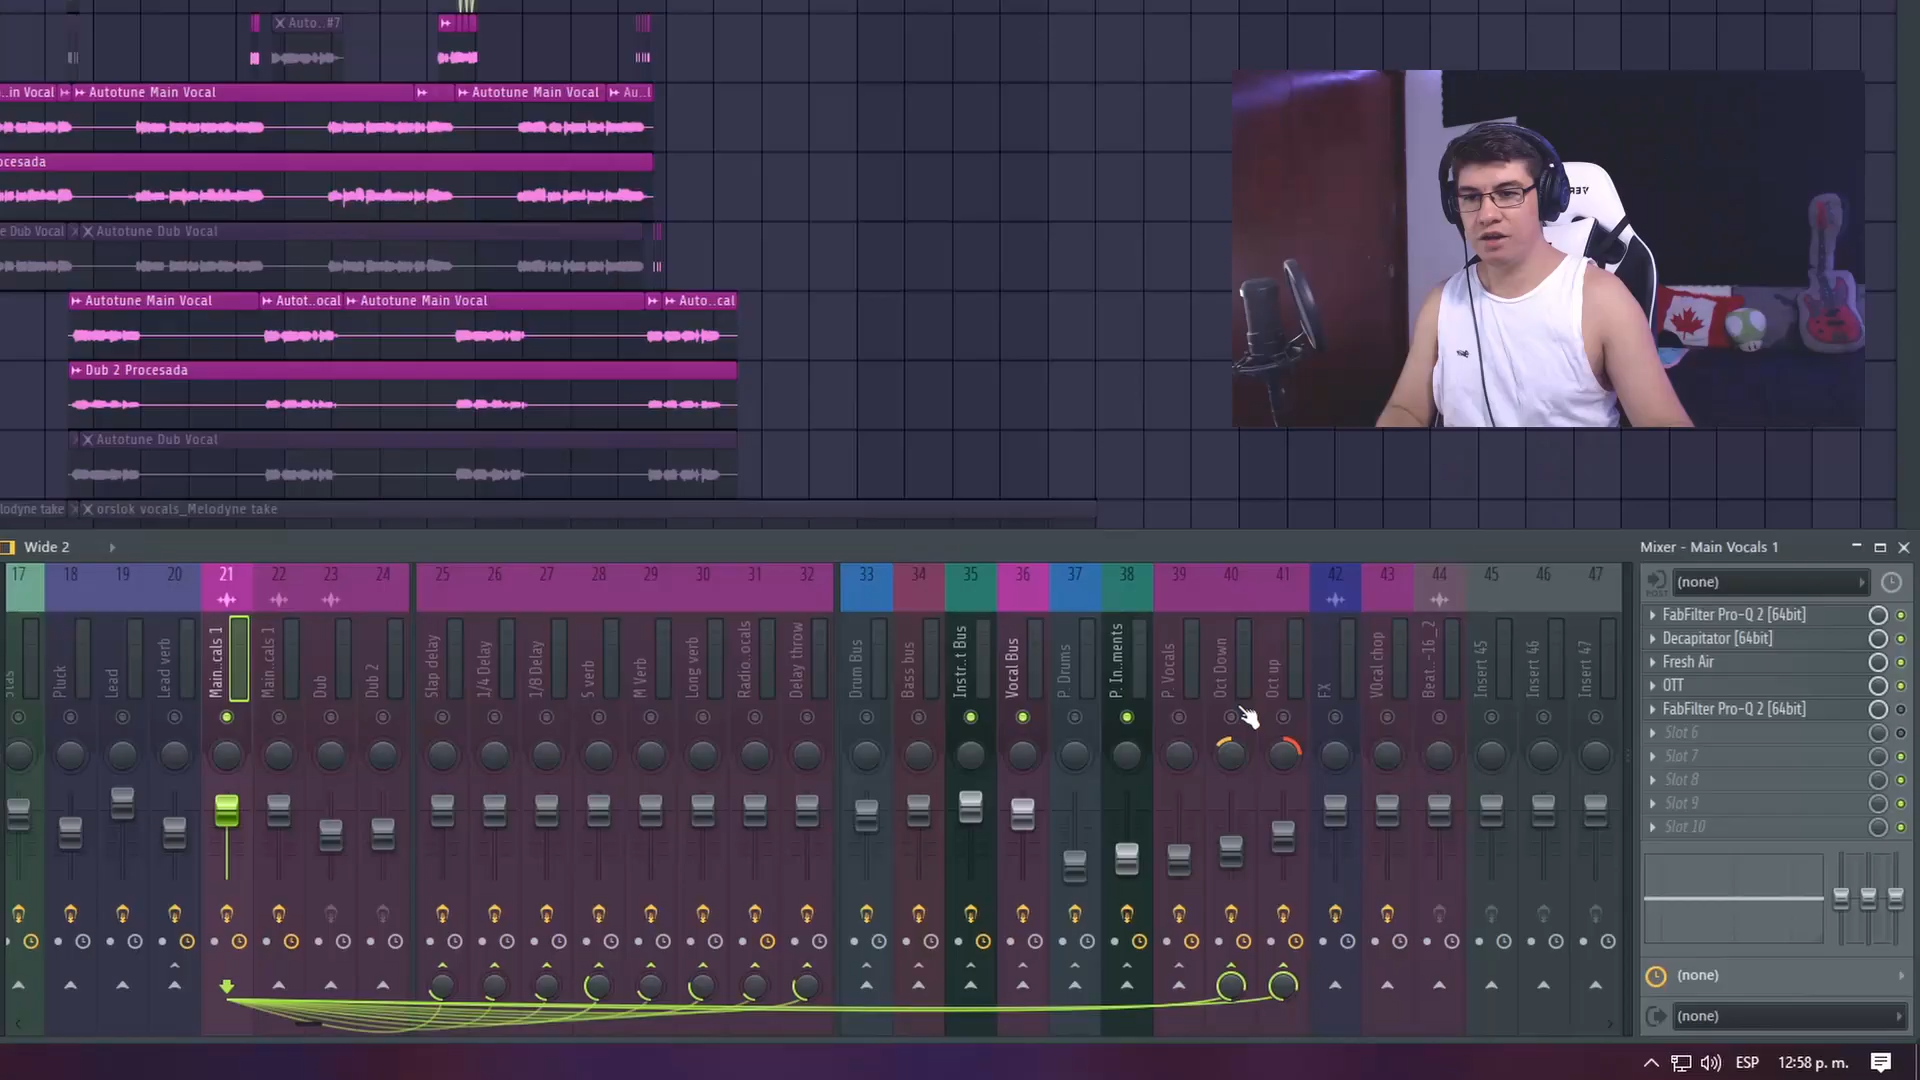 Auto..#7
..in Vocal
Autotune Main Vocal
Autotune Main Vocal
Au..l
ocesada
e Dub Vocal
Autotune Dub Vocal
Autotune Main Vocal
Autot..ocal
Autotune Main Vocal
Auto..cal
Dub 2 Procesada
Autotune Dub Vocal
lodyne take
orslok vocals_Melodyne take
Wide 2
Mixer - Main Vocals 1
17 18 19 20 21 22 23 24 25 26 27 28 29 30 31 32 33 34 35 36 37 38 39 40 41 42 43 44 45 46 47
Pluck
Lead
Lead verb
Main..cals 1
Main..cals 1
Dub
Dub 2
Slap delay
1/4 Delay
1/8 Delay
S verb
M Verb
Long verb
Radio..ocals
Delay throw
Drum Bus
Bass bus
Instr..t Bus
Vocal Bus
P. Drums
P. In..ments
P. Vocals
Oct Down
Oct up
FX
VOcal chop
Beat..-16_2
Insert 45
Insert 46
Insert 47
POST
(none)
FabFilter Pro-Q 2 [64bit]
Decapitator [64bit]
Fresh Air
OTT
FabFilter Pro-Q 2 [64bit]
Slot 6
Slot 7
Slot 8
Slot 9
Slot 10
(none)
(none)
ESP
12:58 p. m.